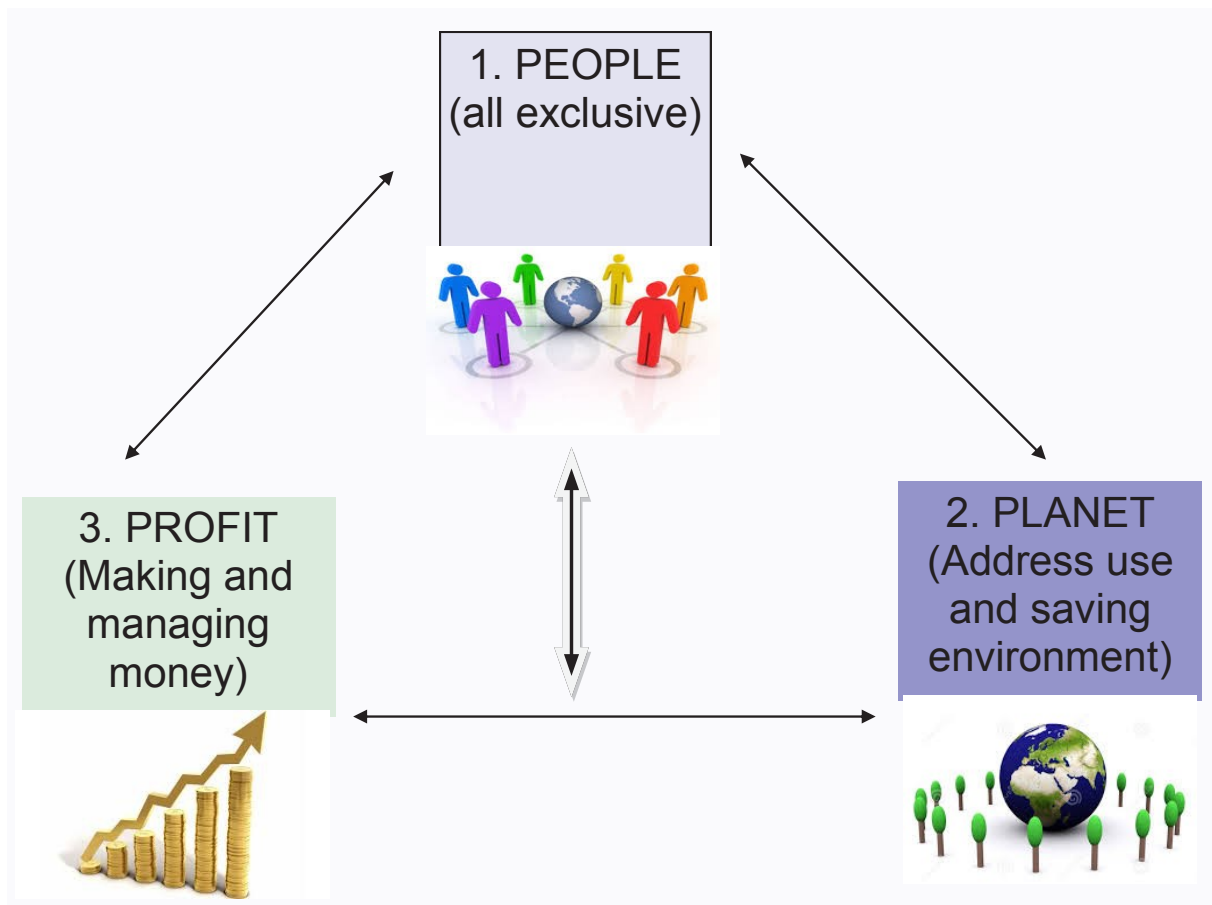 1. PEOPLE
(all exclusive)
3. PROFIT
(Making and
managing
money)
2. PLANET
(Address use
and saving
environment)